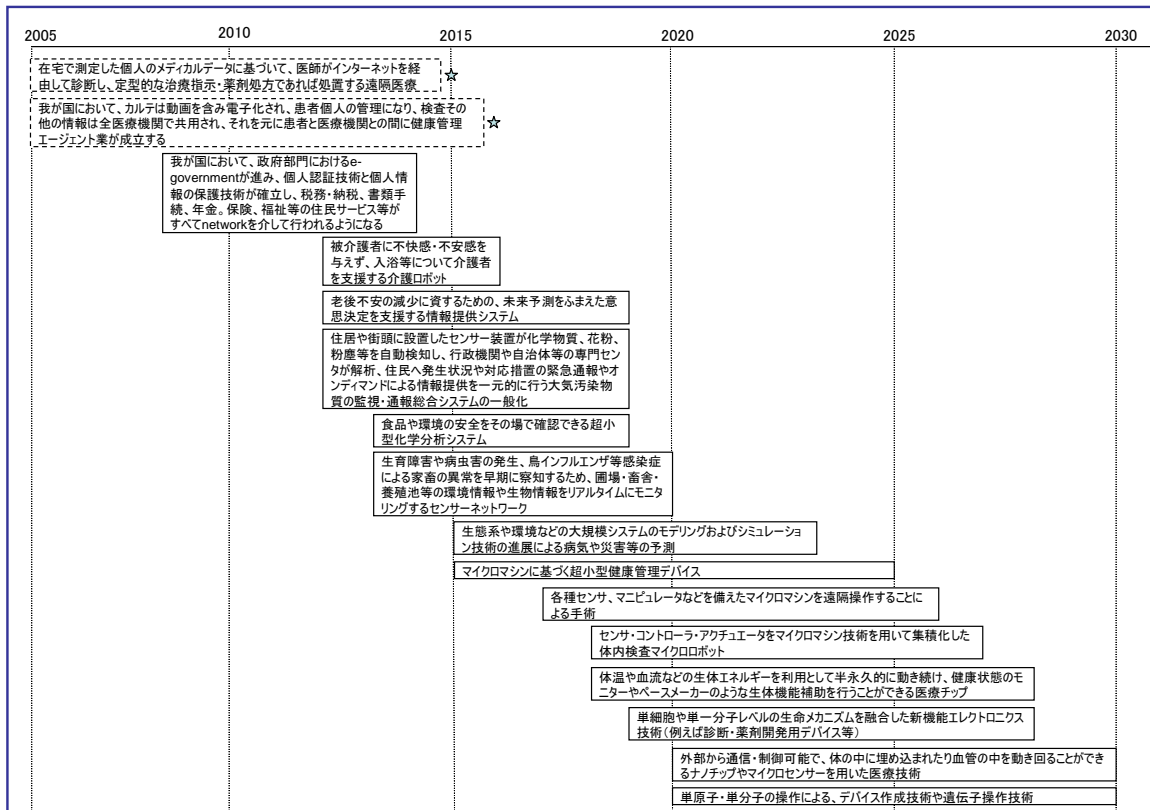 2005
2010
2015
2020
2025
2030
在宅で測定した個人のメディカルデータに基づいて、医師がインターネットを経
由して診断し、定型的な治療指示・薬剤処方であれば処置する遠隔医療
我が国において、カルテは動画を含み電子化され、患者個人の管理になり、検査その
他の情報は全医療機関で共用され、それを元に患者と医療機関との間に健康管理
エージェント業が成立する
我が国において、政府部門におけるe-
governmentが進み、個人認証技術と個人情
報の保護技術が確立し、税務・納税、書類手
続、年金。保険、福祉等の住民サービス等が
すべてnetworkを介して行われるようになる
被介護者に不快感・不安感を
与えず、入浴等について介護者
を支援する介護ロボット
老後不安の減少に資するための、未来予測をふまえた意
思決定を支援する情報提供システム
住居や街頭に設置したセンサー装置が化学物質、花粉、
粉塵等を自動検知し、行政機関や自治体等の専門セン
タが解析、住民へ発生状況や対応措置の緊急通報やオ
ンディマンドによる情報提供を一元的に行う大気汚染物
質の監視・通報総合システムの一般化
食品や環境の安全をその場で確認できる超小
型化学分析システム
生育障害や病虫害の発生、鳥インフルエンザ等感染症
による家畜の異常を早期に察知するため、圃場・畜舎・
養殖池等の環境情報や生物情報をリアルタイムにモニ
タリングするセンサーネットワーク
生態系や環境などの大規模システムのモデリングおよびシミュレーショ
ン技術の進展による病気や災害等の予測
マイクロマシンに基づく超小型健康管理デバイス
各種センサ、マニピュレータなどを備えたマイクロマシンを遠隔操作することに
よる手術
センサ・コントローラ・アクチュエータをマイクロマシン技術を用いて集積化した
体内検査マイクロロボット
体温や血流などの生体エネルギーを利用として半永久的に動き続け、健康状態のモ
ニターやペースメーカーのような生体機能補助を行うことができる医療チップ
単細胞や単一分子レベルの生命メカニズムを融合した新機能エレクトロニクス
技術(例えば診断・薬剤開発用デバイス等)
外部から通信・制御可能で、体の中に埋め込まれたり血管の中を動き回ることができ
るナノチップやマイクロセンサーを用いた医療技術
単原子・単分子の操作による、デバイス作成技術や遺伝子操作技術